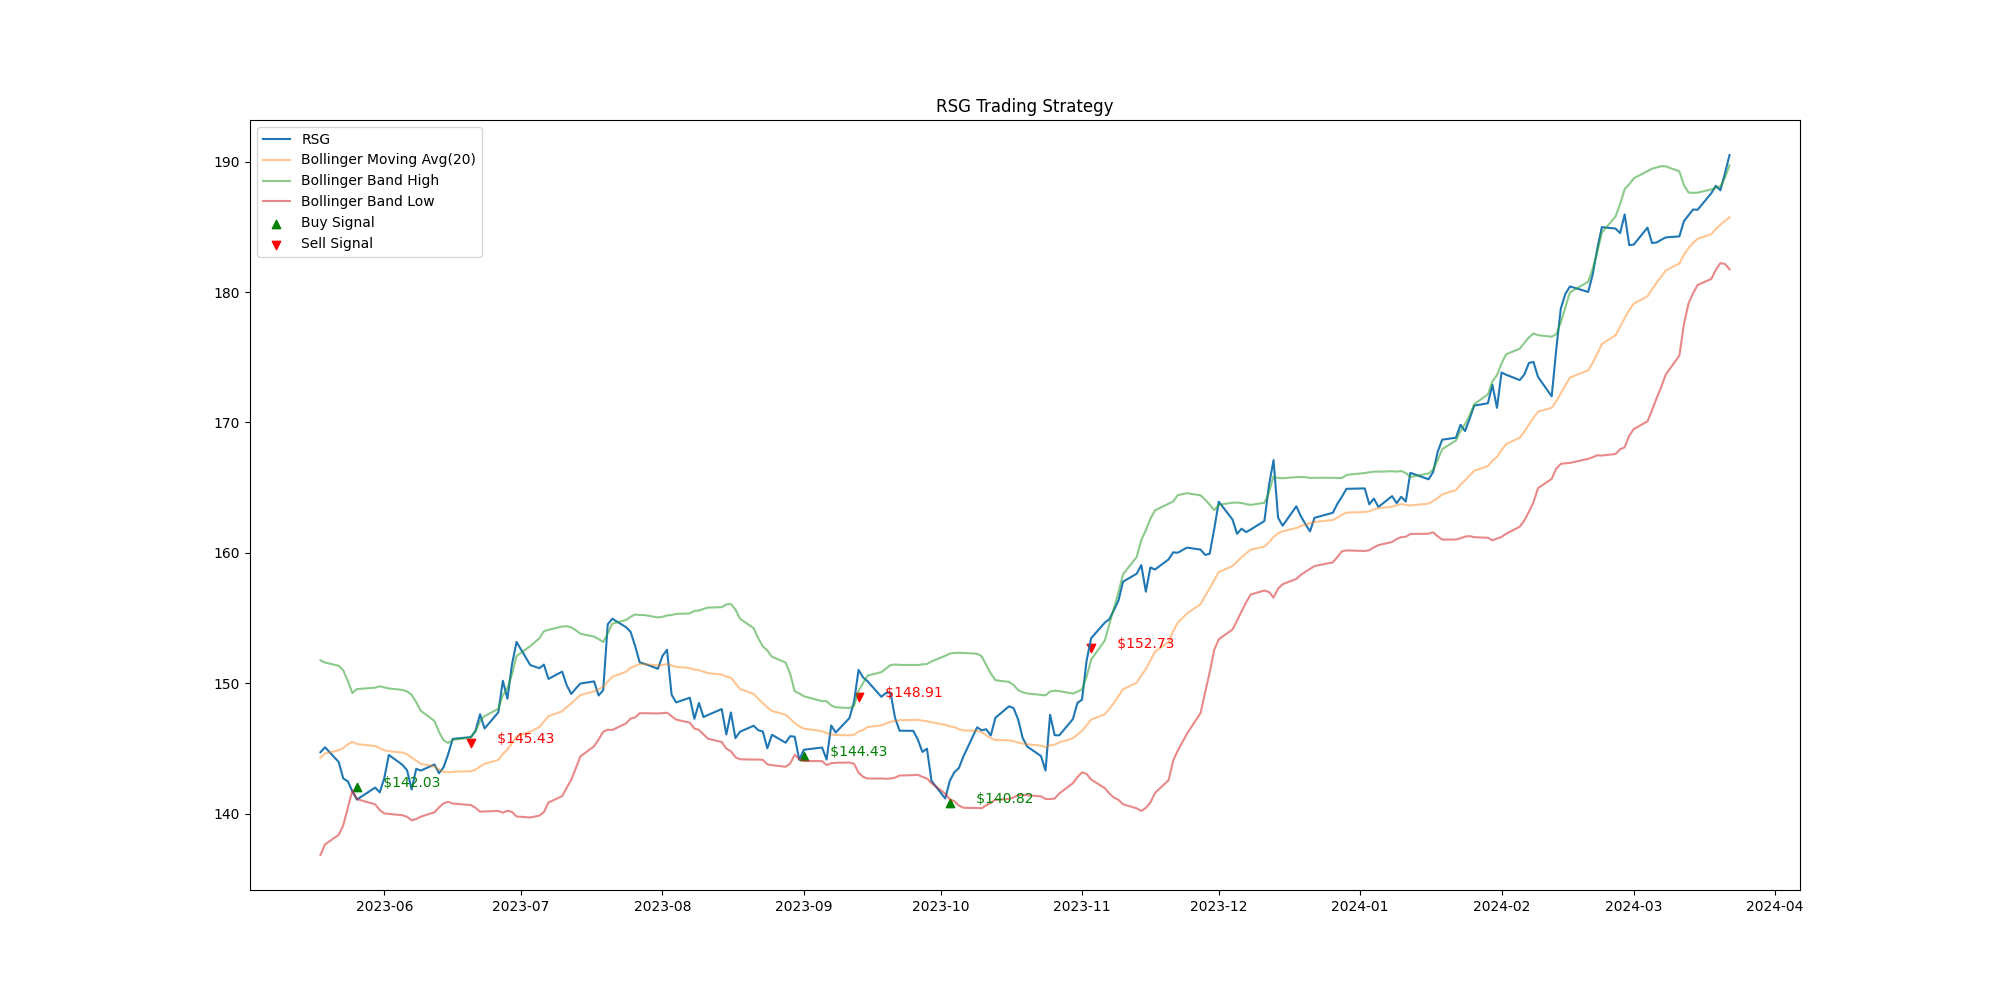 RSG Trading Strategy
RSG
Bollinger Moving Avg(20)
Bollinger Band High
Bollinger Band Low
Buy Signal
Sell Signal
190
180
170
160
150
140
$152.73
$148.91
$144.43
$145.43
$142.03
$140.82
2023-06 2023-07 2023-08 2023-09 2023-10 2023-11 2023-12 2024-01 2024-02 2024-03 2024-04